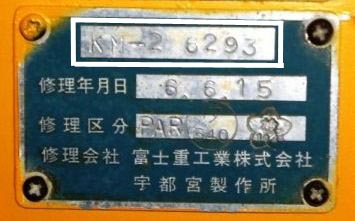 KM-2 6293
修理年月日 6.6.15
修理区分 PAR
修理会社 富士重工業株式会社
宇都宮製作所